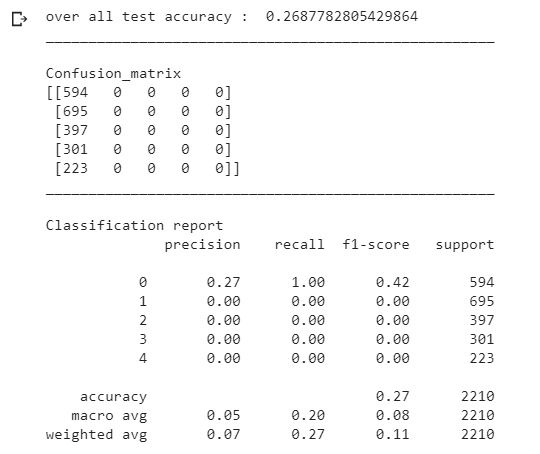 over all test accuracy :  0.2687782805429864
_____________________________________________________
Confusion_matrix
[[594   0   0   0   0]
 [695   0   0   0   0]
 [397   0   0   0   0]
 [301   0   0   0   0]
 [223   0   0   0   0]]
_____________________________________________________
Classification report
              precision    recall  f1-score   support
           0       0.27      1.00      0.42       594
           1       0.00      0.00      0.00       695
           2       0.00      0.00      0.00       397
           3       0.00      0.00      0.00       301
           4       0.00      0.00      0.00       223
    accuracy                           0.27      2210
   macro avg       0.05      0.20      0.08      2210
weighted avg       0.07      0.27      0.11      2210